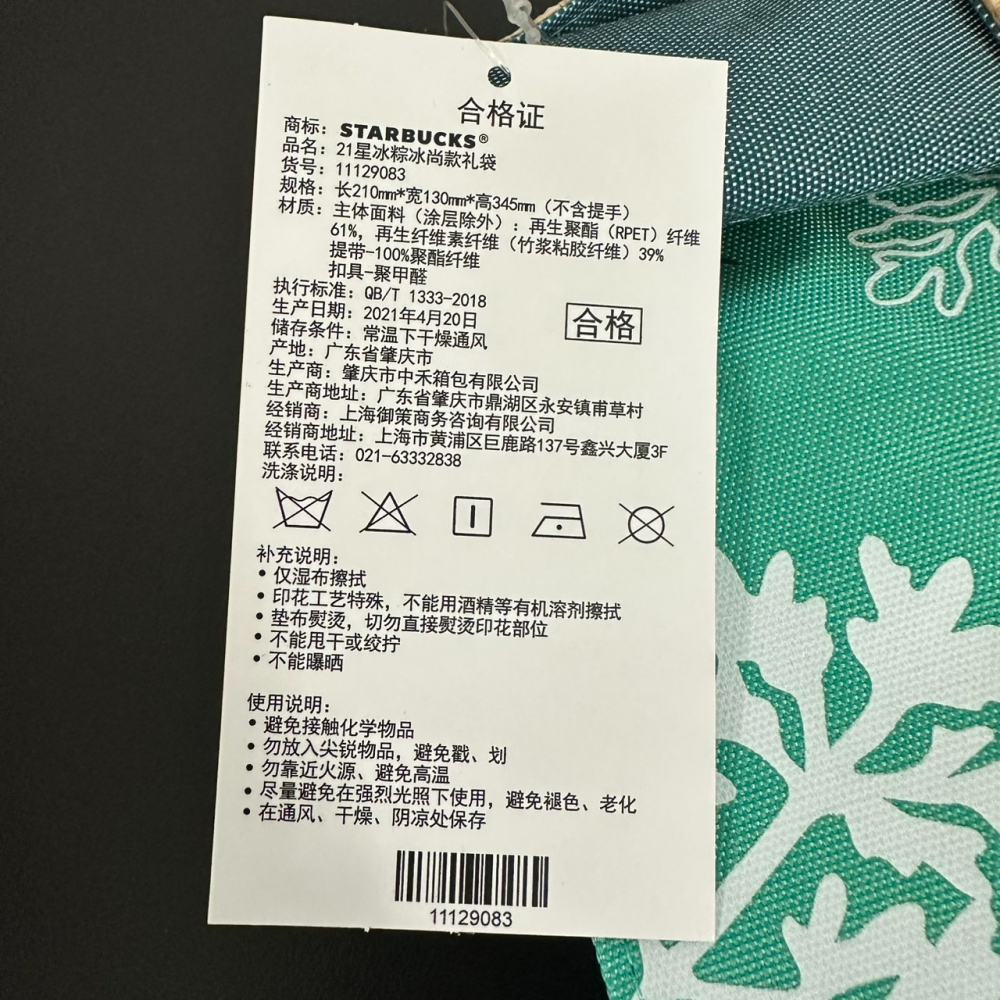 合格证
商标：STARBUCKS®
品名：21星冰粽冰尚款礼袋
货号：11129083
规格：长210mm*宽130mm*高345mm（不含提手）
材质：主体面料（涂层除外）：再生聚酯（RPET）纤维
61%，再生纤维素纤维（竹浆粘胶纤维）39%
提带-100%聚酯纤维
扣具-聚甲醛
执行标准：QB/T 1333-2018
生产日期：2021年4月20日
合格
储存条件：常温下干燥通风
产地：广东省肇庆市
生产商：肇庆市中禾箱包有限公司
生产商地址：广东省肇庆市鼎湖区永安镇甫草村
经销商：上海御策商务咨询有限公司
经销商地址：上海市黄浦区巨鹿路137号鑫兴大厦3F
联系电话：021-63332838
洗涤说明：
补充说明：
• 仅湿布擦拭
• 印花工艺特殊，不能用酒精等有机溶剂擦拭
• 垫布熨烫，切勿直接熨烫印花部位
• 不能甩干或绞拧
• 不能曝晒
使用说明：
• 避免接触化学物品
• 勿放入尖锐物品，避免戳、划
• 勿靠近火源、避免高温
• 尽量避免在强烈光照下使用，避免褪色、老化
• 在通风、干燥、阴凉处保存
11129083